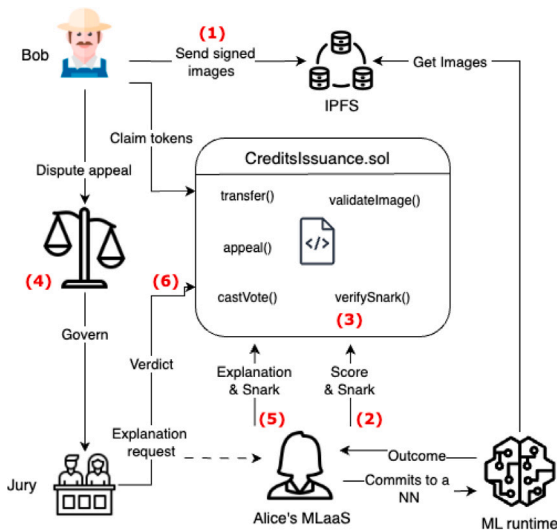 (1)
Bob
Send signed
images
IPFS
Get Images
Claim tokens
CreditsIssuance.sol
transfer()
validateImage()
Dispute appeal
appeal()
</>
(4)
(6)
castVote()
verifySnark()
(3)
Govern
Verdict
Explanation
& Snark
Score
& Snark
(5)
(2)
Explanation
request
Outcome
Commits to a
NN
Jury
Alice's MLaaS
ML runtime